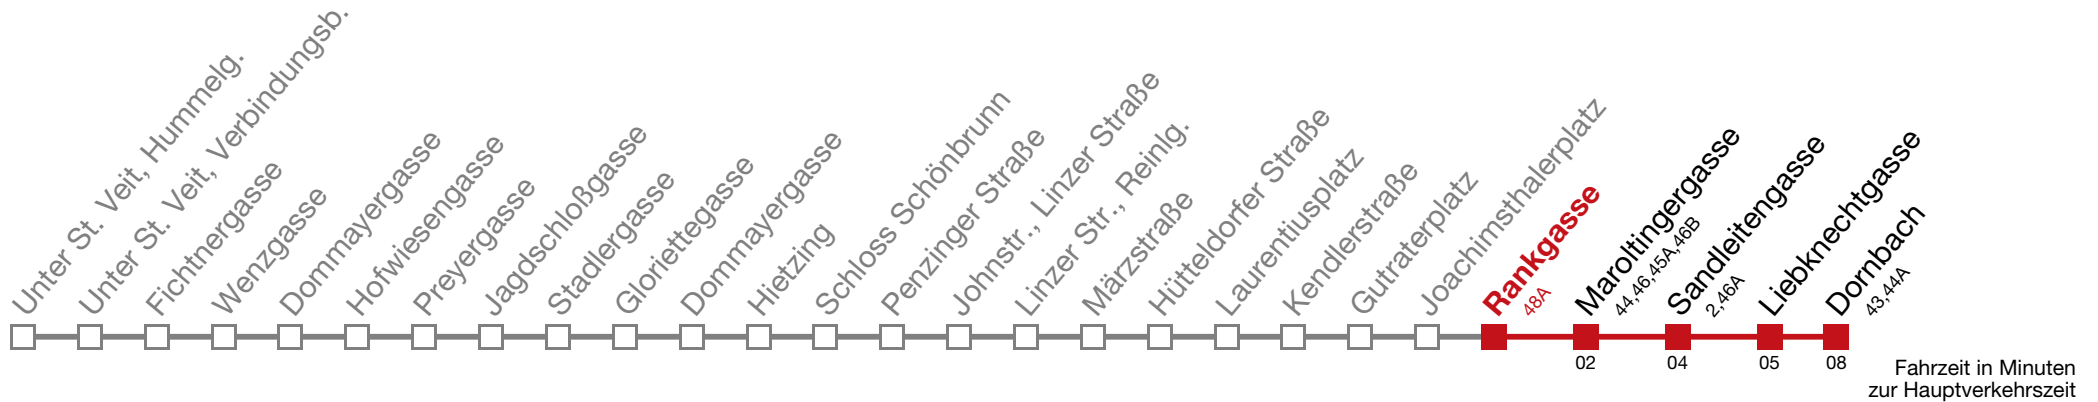 Unter St. Veit, Hummelg.
Unter St. Veit, Verbindungsb.
Fichtnergasse
Wenzgasse
Dommayergasse
Hofwiesengasse
Preyergasse
Jagdschloßgasse
Stadlergasse
Gloriettegasse
Dommayergasse
Hietzing
Schloss Schönbrunn
Penzinger Straße
Johnstr., Linzer Straße
Linzer Str., Reinlg.
Märzstraße
Hütteldorfer Straße
Laurentiusplatz
Kendlerstraße
Gutraterplatz
Joachimsthalerplatz
Rankgasse
48A
Maroltingergasse
44,46,45A,46B
Sandleitengasse
2,46A
Liebknechtgasse
Dornbach
43,44A
02 04 05 08
Fahrzeit in Minuten
zur Hauptverkehrszeit